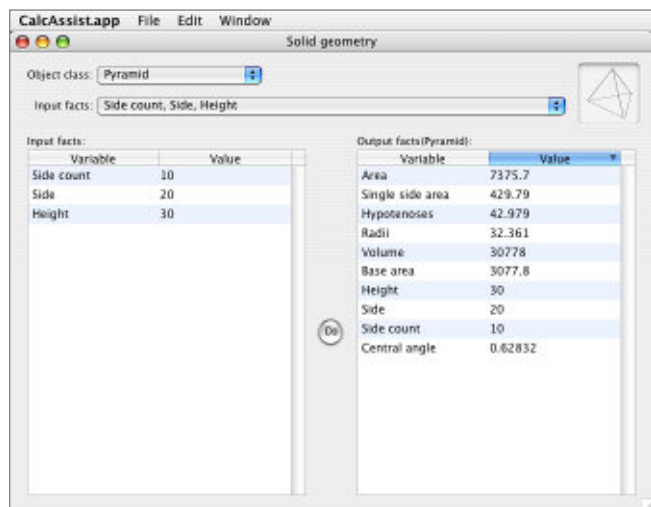 CalcAssist.app File Edit Window
Solid geometry
Object class: Pyramid
Input facts: Side count, Side, Height
Input facts:
Variable Value
Side count 10
Side 20
Height 30
Do
Output facts(Pyramid):
Variable Value
Area 7375.7
Single side area 429.79
Hypotenoses 42.979
Radii 32.361
Volume 30778
Base area 3077.8
Height 30
Side 20
Side count 10
Central angle 0.62832